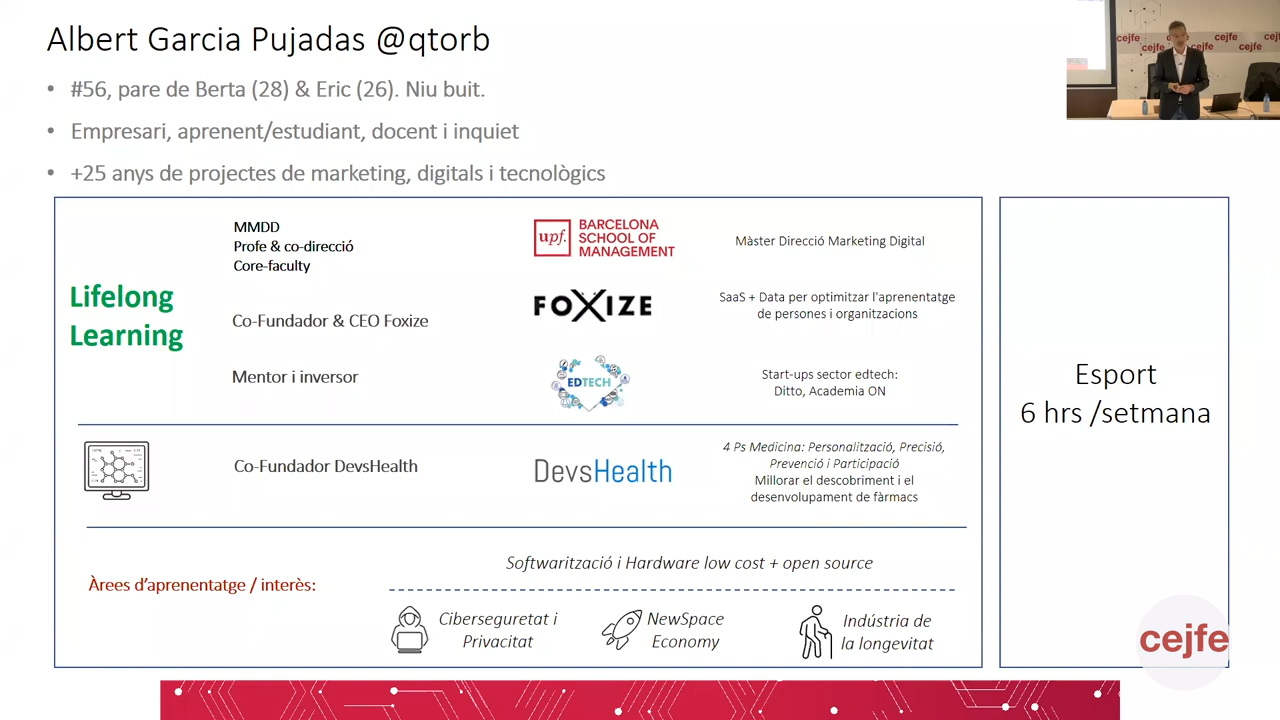 Albert Garcia Pujadas @qtorb
• #56, pare de Berta (28) & Eric (26). Niu buit.
• Empresari, aprenent/estudiant, docent i inquiet
• +25 anys de projectes de marketing, digitals i tecnològics
cejfe
cejfe
cejfe
cejfe
cejfe
Lifelong
Learning
MMDD
Profe & co-direcció
Core-faculty
upf.
BARCELONA
SCHOOL OF
MANAGEMENT
Màster Direcció Marketing Digital
Co-Fundador & CEO Foxize
FOXIZE
SaaS + Data per optimitzar l'aprenentatge
de persones i organitzacions
Mentor i inversor
EDTECH
Start-ups sector edtech:
Ditto, Academia ON
Co-Fundador DevsHealth
DevsHealth
4 Ps Medicina: Personalització, Precisió,
Prevenció i Participació
Millorar el descobriment i el
desenvolupament de fàrmacs
Àrees d’aprenentatge / interès:
Softwarització i Hardware low cost + open source
Ciberseguretat i
Privacitat
NewSpace
Economy
Indústria de
la longevitat
Esport
6 hrs /setmana
cejfe